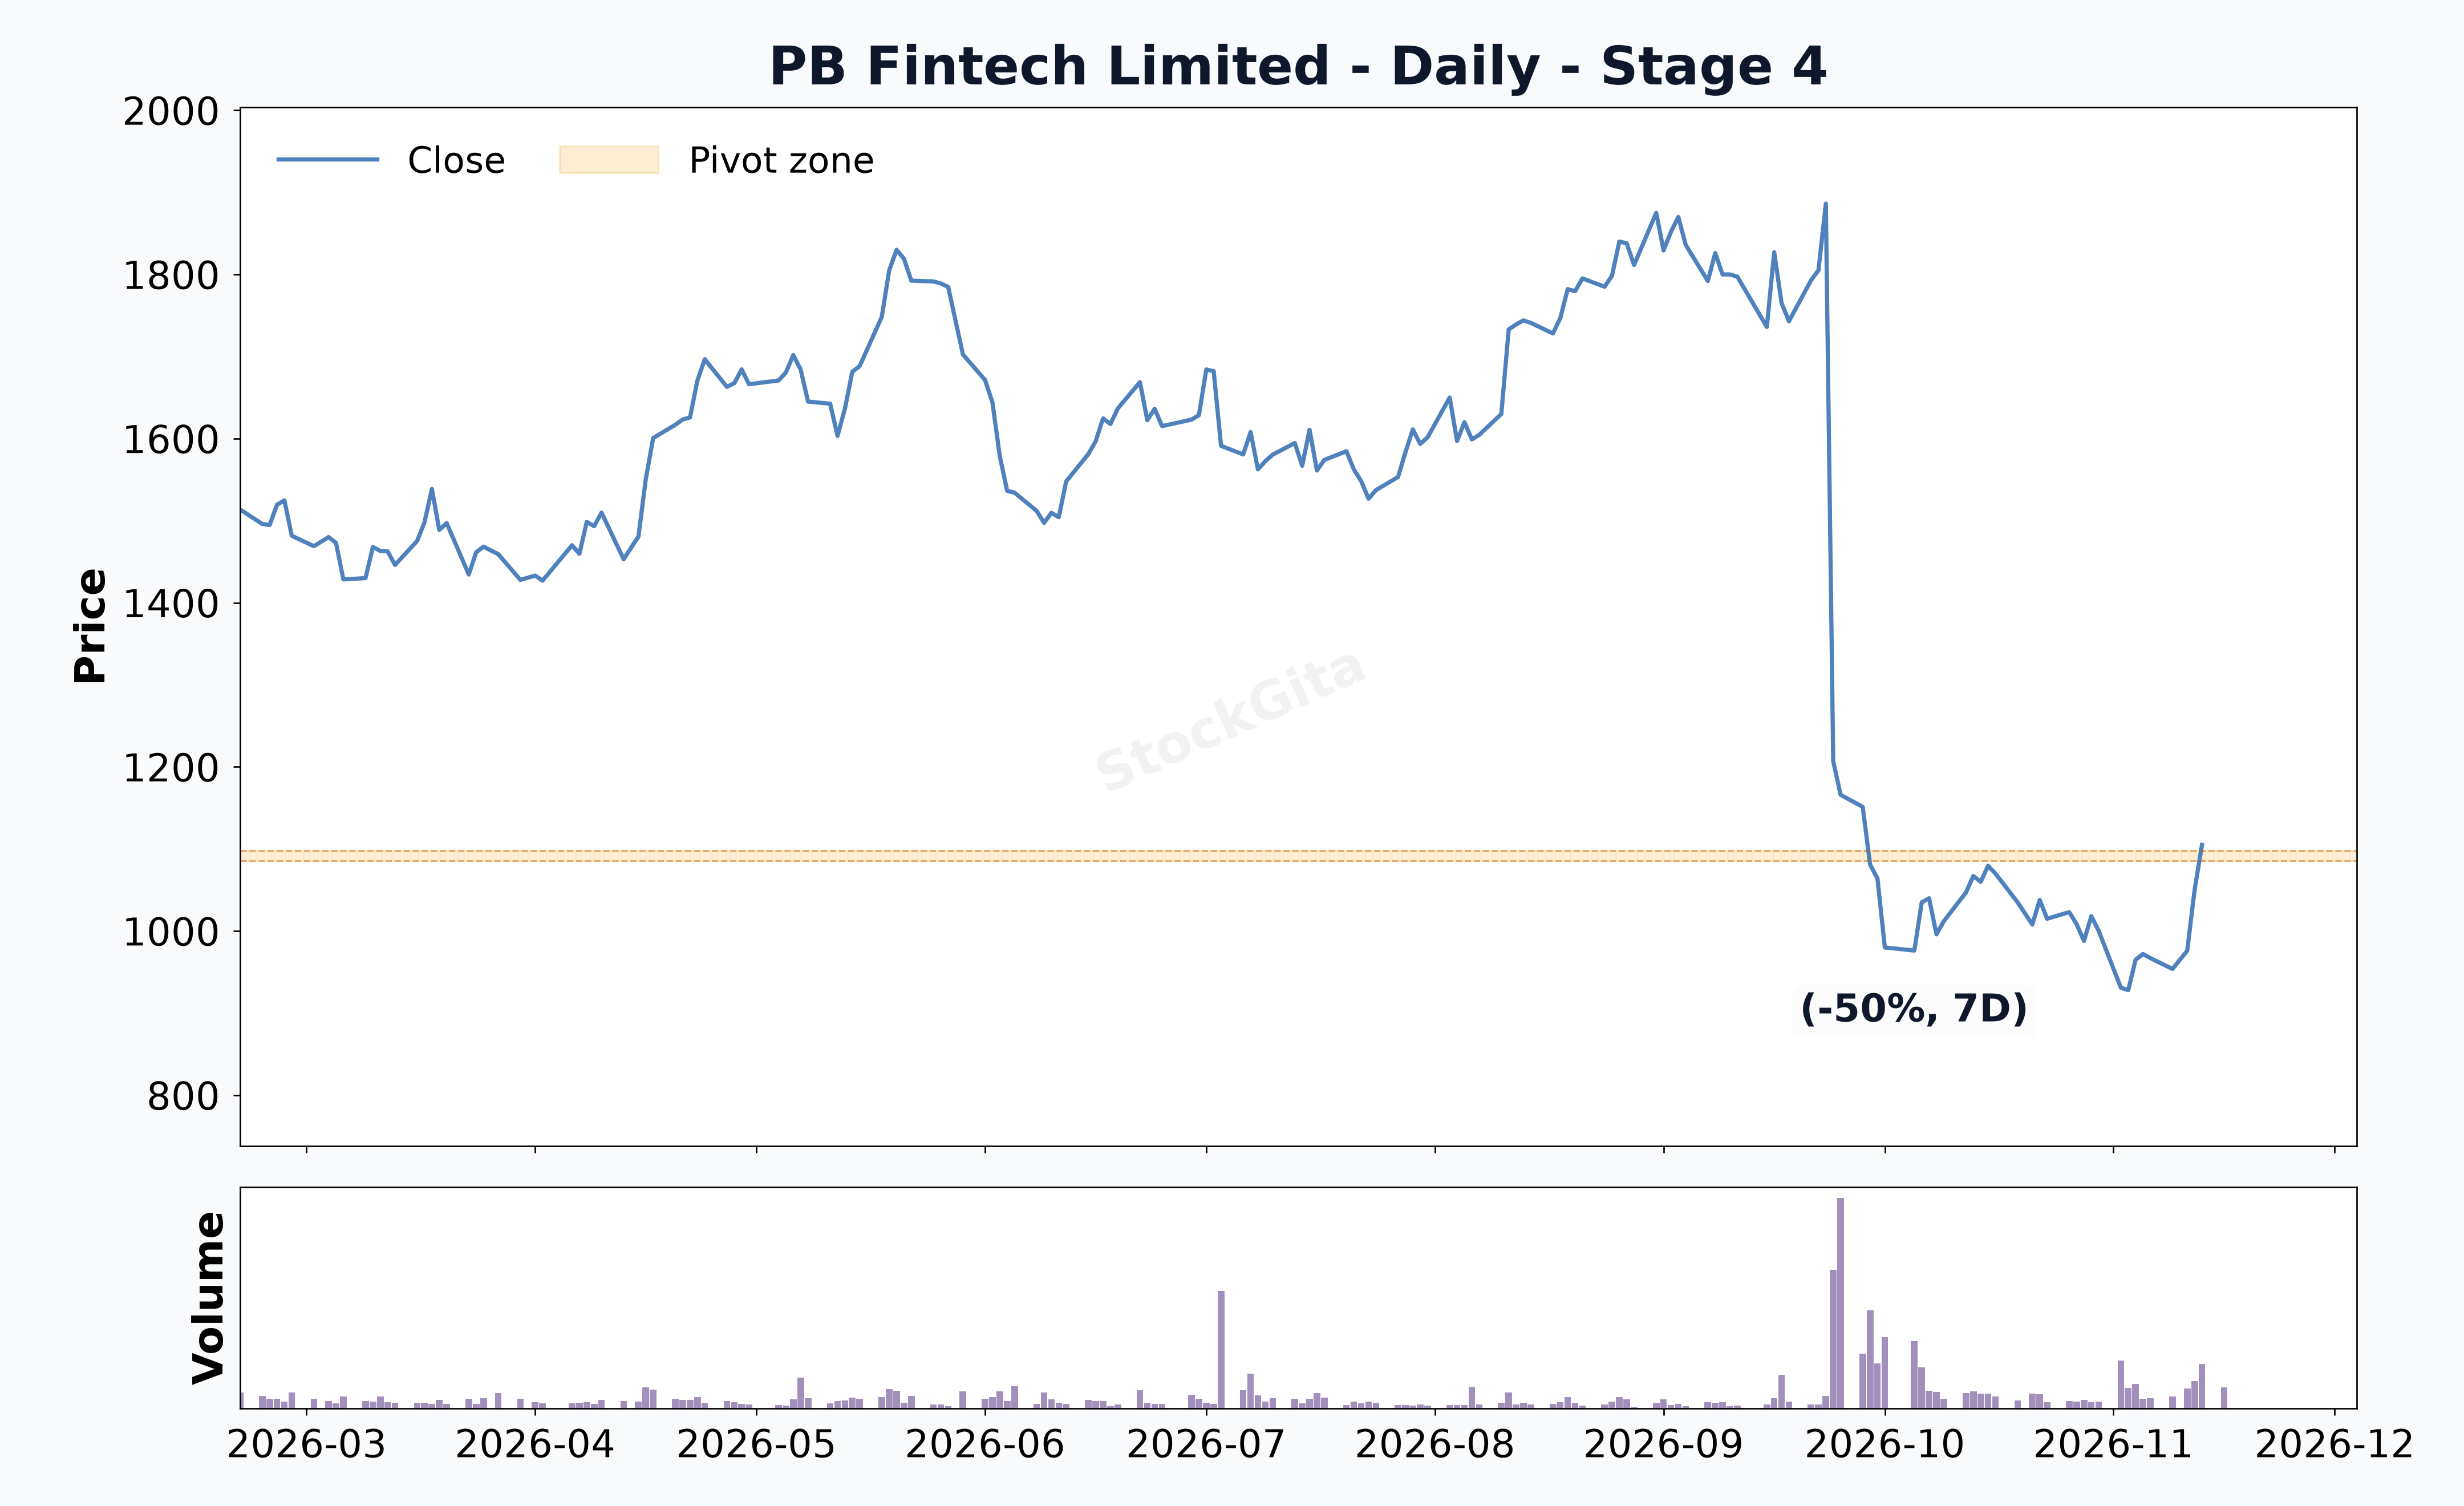 PB Fintech Limited - Daily - Stage 4
2000
Close Pivot zone
1800
1600
1400
Price
1200
1000
800
StockGita
(-50%, 7D)
Volume
2026-03 2026-04 2026-05 2026-06 2026-07 2026-08 2026-09 2026-10 2026-11 2026-12